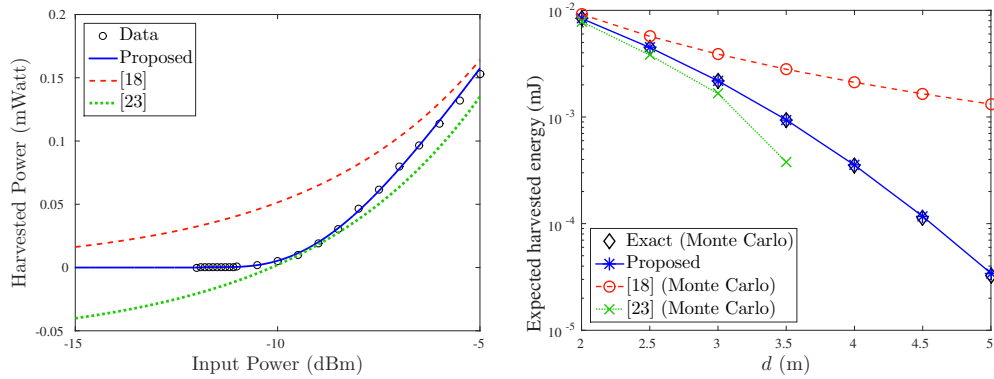 Harvested Power (mWatt)
0.2
0.15
0.1
0.05
0
-0.05
Data
Proposed
[18]
[23]
-15
-10
-5
Input Power (dBm)
Expected harvested energy (mJ)
10-2
10-3
10-4
10-5
Exact (Monte Carlo)
Proposed
[18] (Monte Carlo)
[23] (Monte Carlo)
2
2.5
3
3.5
4
4.5
5
d (m)